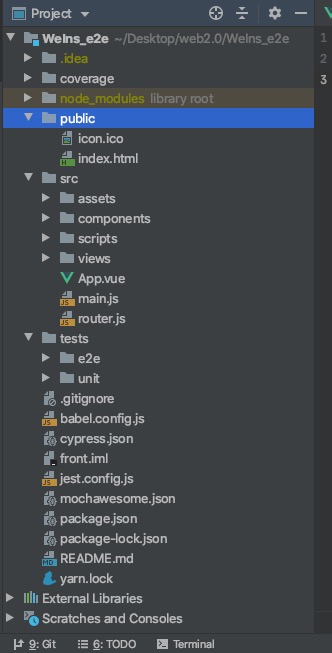 Project
Welns_e2e ~/Desktop/web2.0/Welns_e2e
.idea
coverage
node_modules library root
public
icon.ico
index.html
src
assets
components
scripts
views
App.vue
main.js
router.js
tests
e2e
unit
.gitignore
babel.config.js
cypress.json
front.iml
jest.config.js
mochawesome.json
package.json
package-lock.json
README.md
yarn.lock
External Libraries
Scratches and Consoles
9: Git 6: TODO Terminal
1
2
3